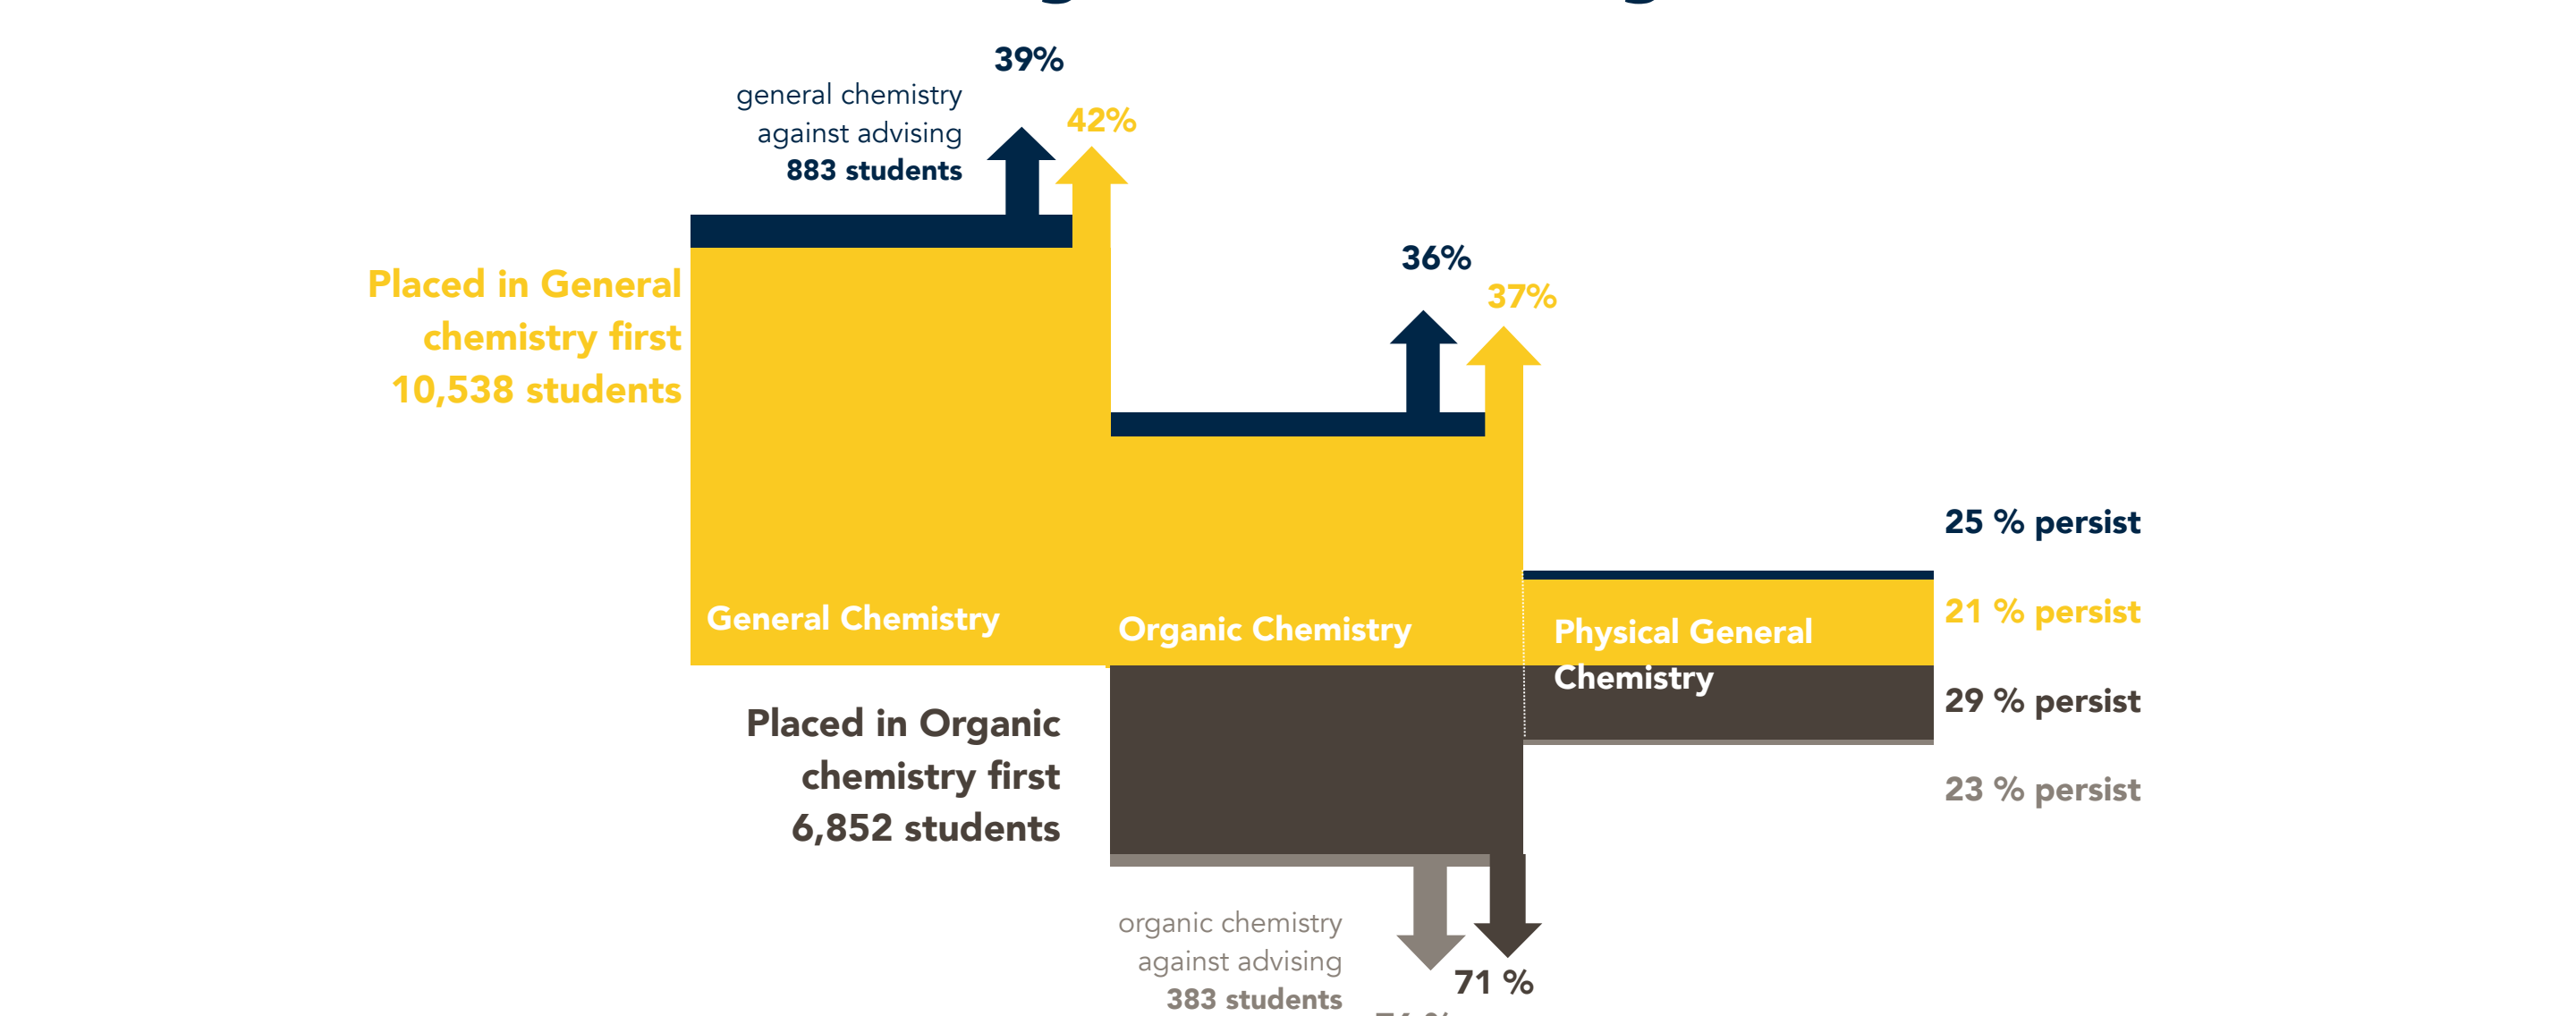 39%
general chemistry
against advising
883 students
42%
Placed in General
chemistry first
10,538 students
36%
37%
General Chemistry
Organic Chemistry
Physical General
Chemistry
25 % persist
21 % persist
29 % persist
23 % persist
Placed in Organic
chemistry first
6,852 students
organic chemistry
against advising
383 students
71 %